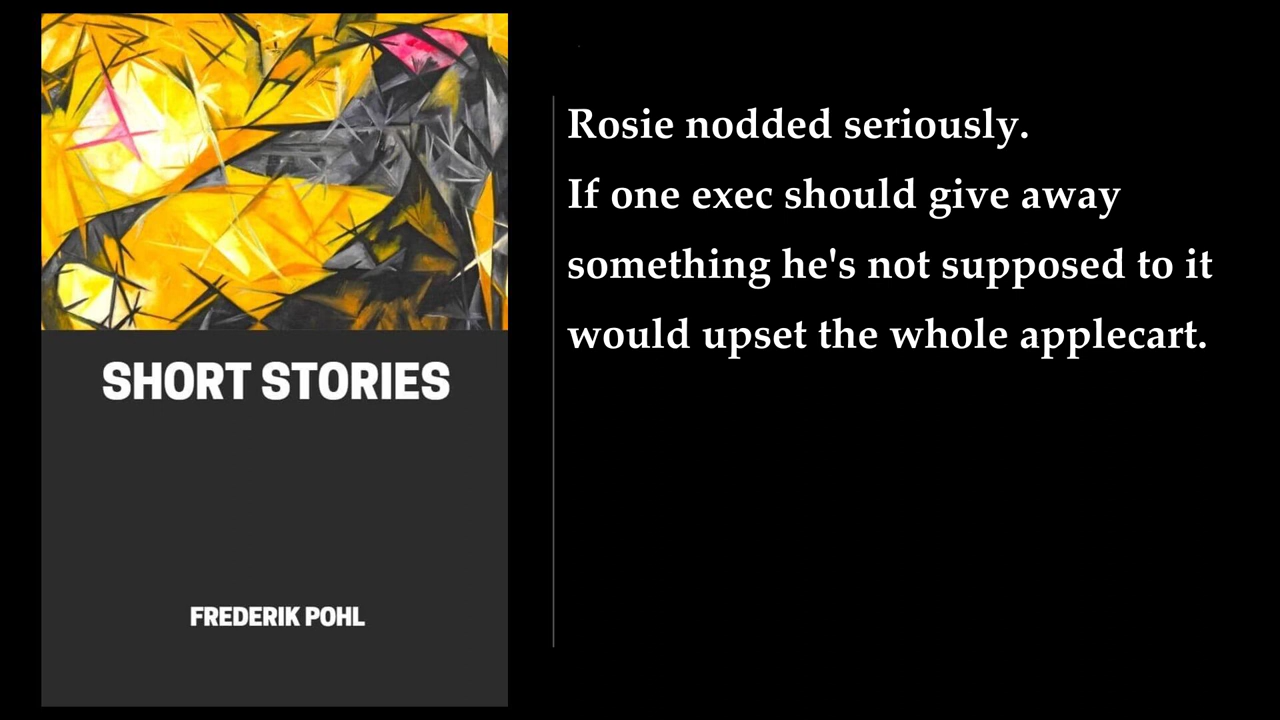 SHORT STORIES
FREDERIK POHL
Rosie nodded seriously.
If one exec should give away
something he's not supposed to it
would upset the whole applecart.